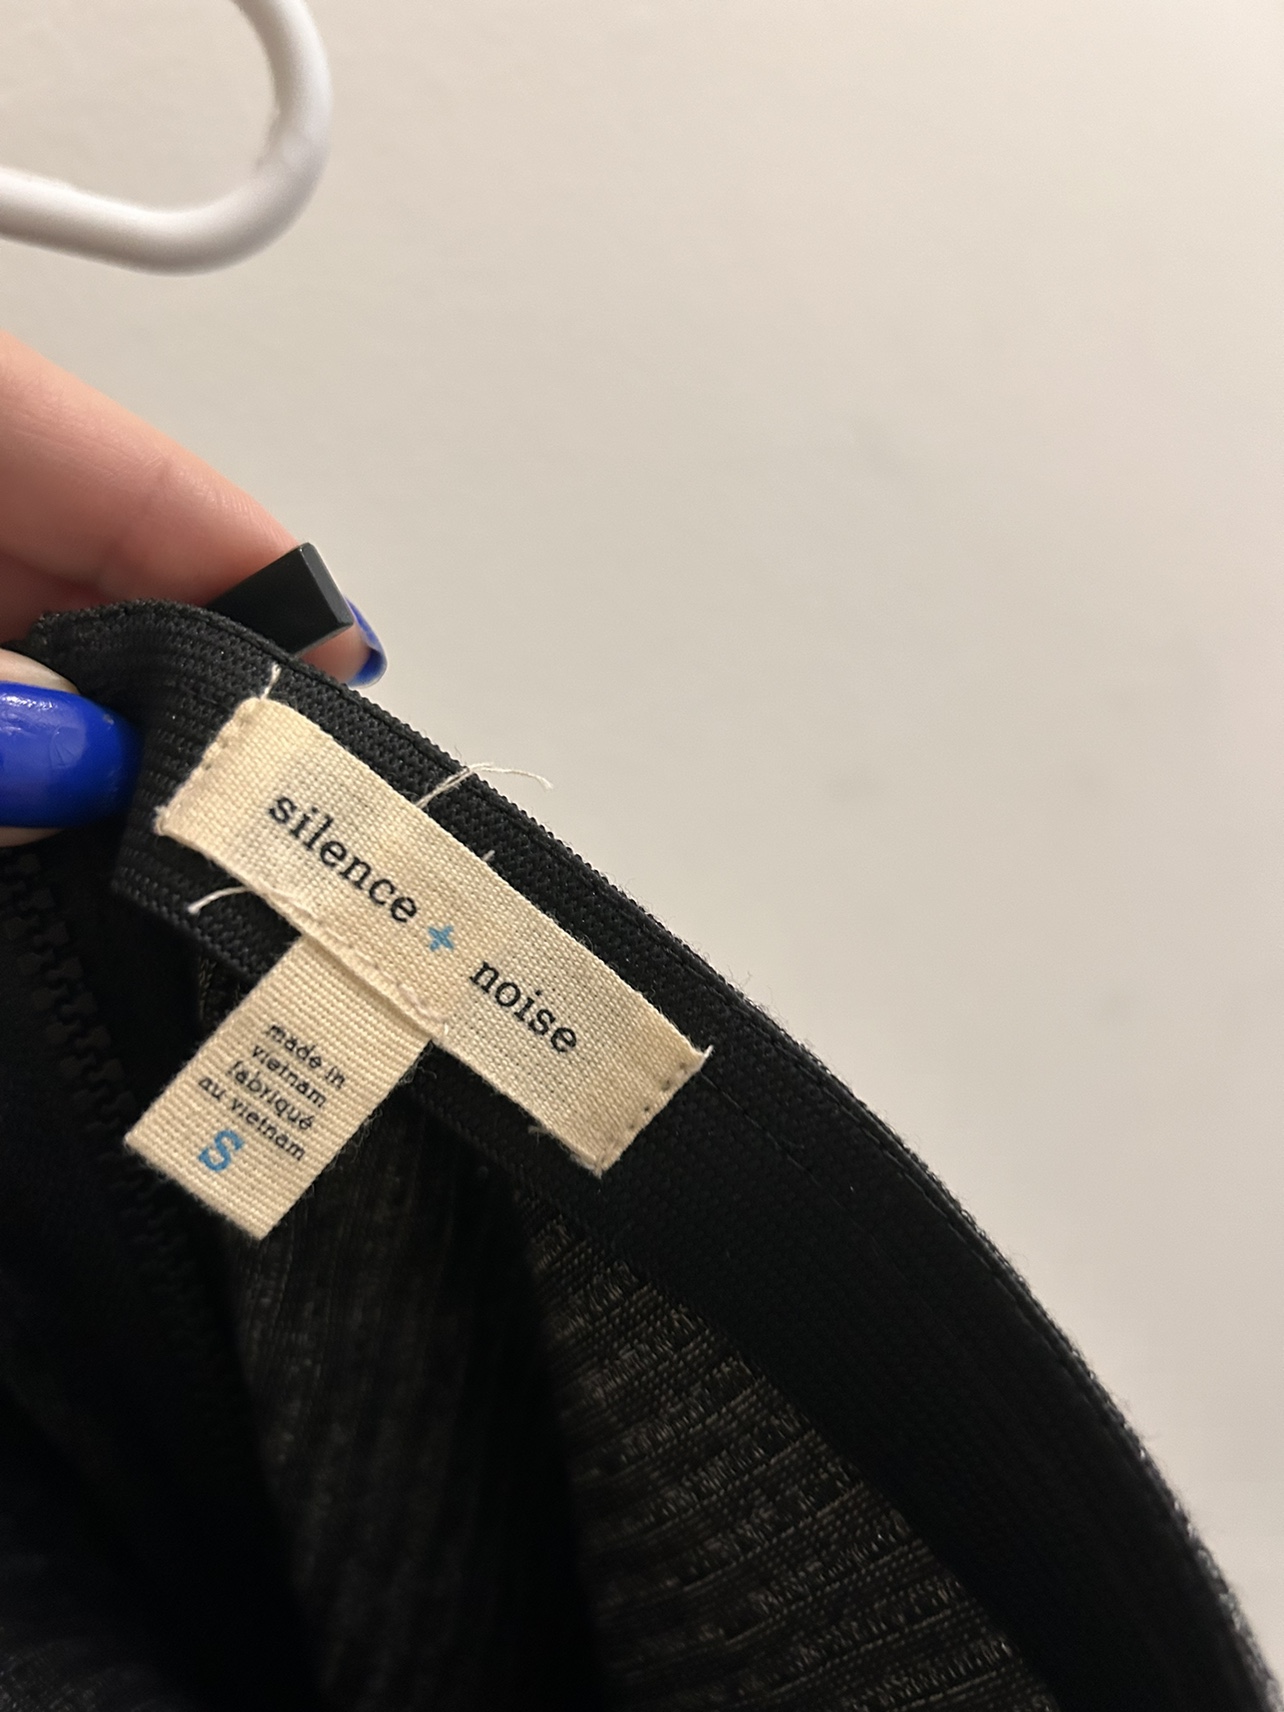 silence + noise
made in
vietnam
fabriqué
au vietnam
S